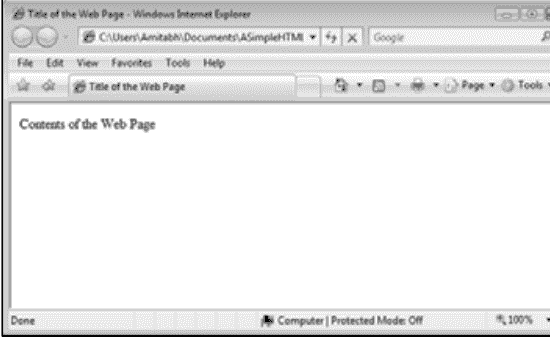 Title of the Web Page - Windows Internet Explorer
C:\Users\Amitabh\Documents\ASimpleHTMl Google
File Edit View Favorites Tools Help
Title of the Web Page Page Tools
Contents of the Web Page
Done Computer | Protected Mode: Off 100%